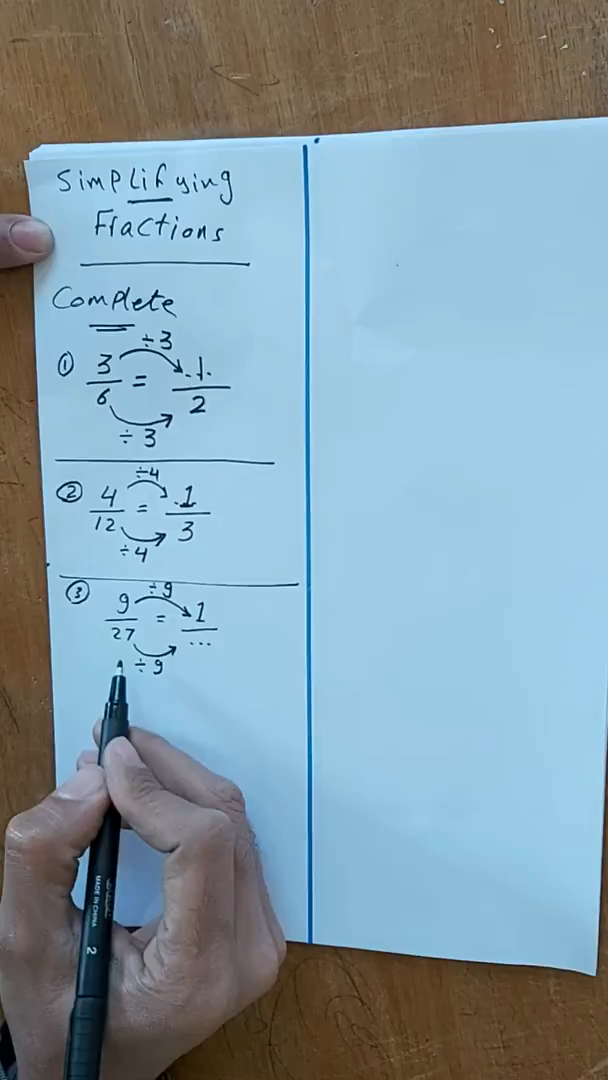 Simplifying
Fractions
Complete
① 3/6 = .1./2
÷3
÷3
② 4/12 = .1./3
÷4
÷4
③ 9/27 = 1/...
÷9
÷9
MADE IN CHINA
2